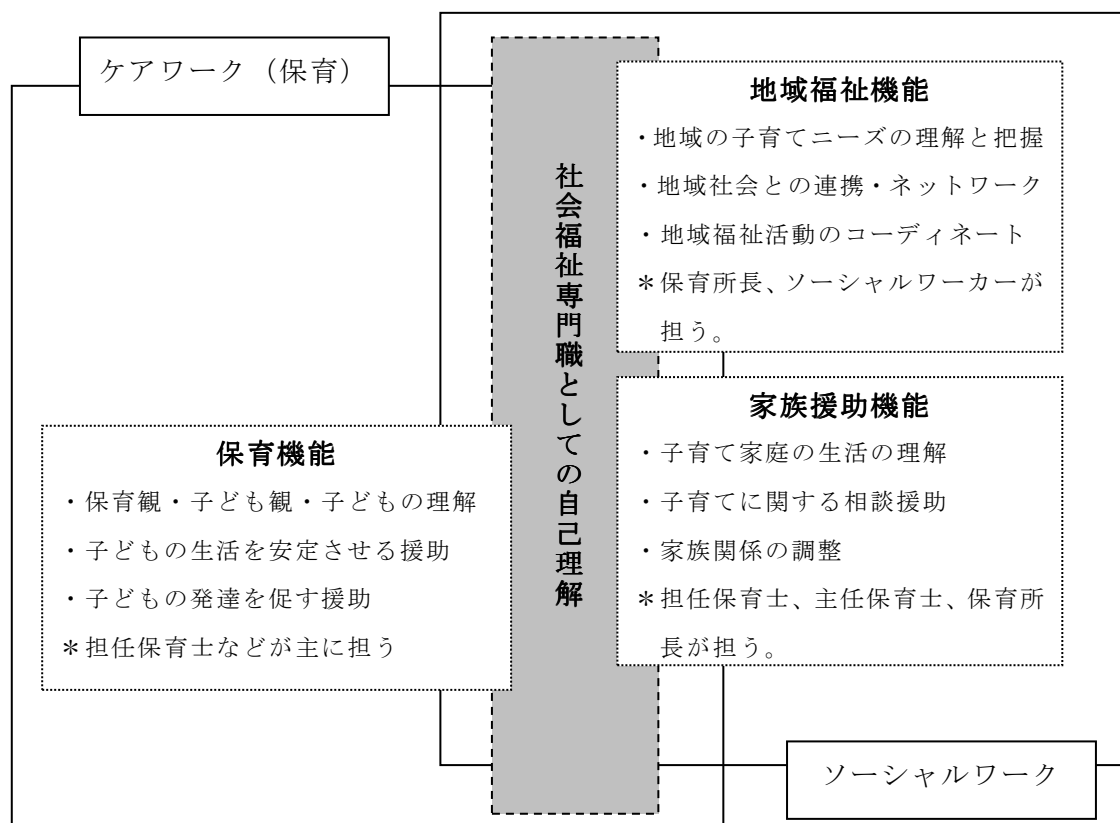 ケアワーク（保育）
社会福祉専門職としての自己理解
地域福祉機能
・地域の子育てニーズの理解と把握
・地域社会との連携・ネットワーク
・地域福祉活動のコーディネート
＊保育所長、ソーシャルワーカーが
担う。
家族援助機能
・子育て家庭の生活の理解
・子育てに関する相談援助
・家族関係の調整
＊担任保育士、主任保育士、保育所
長が担う。
保育機能
・保育観・子ども観・子どもの理解
・子どもの生活を安定させる援助
・子どもの発達を促す援助
＊担任保育士などが主に担う
ソーシャルワーク